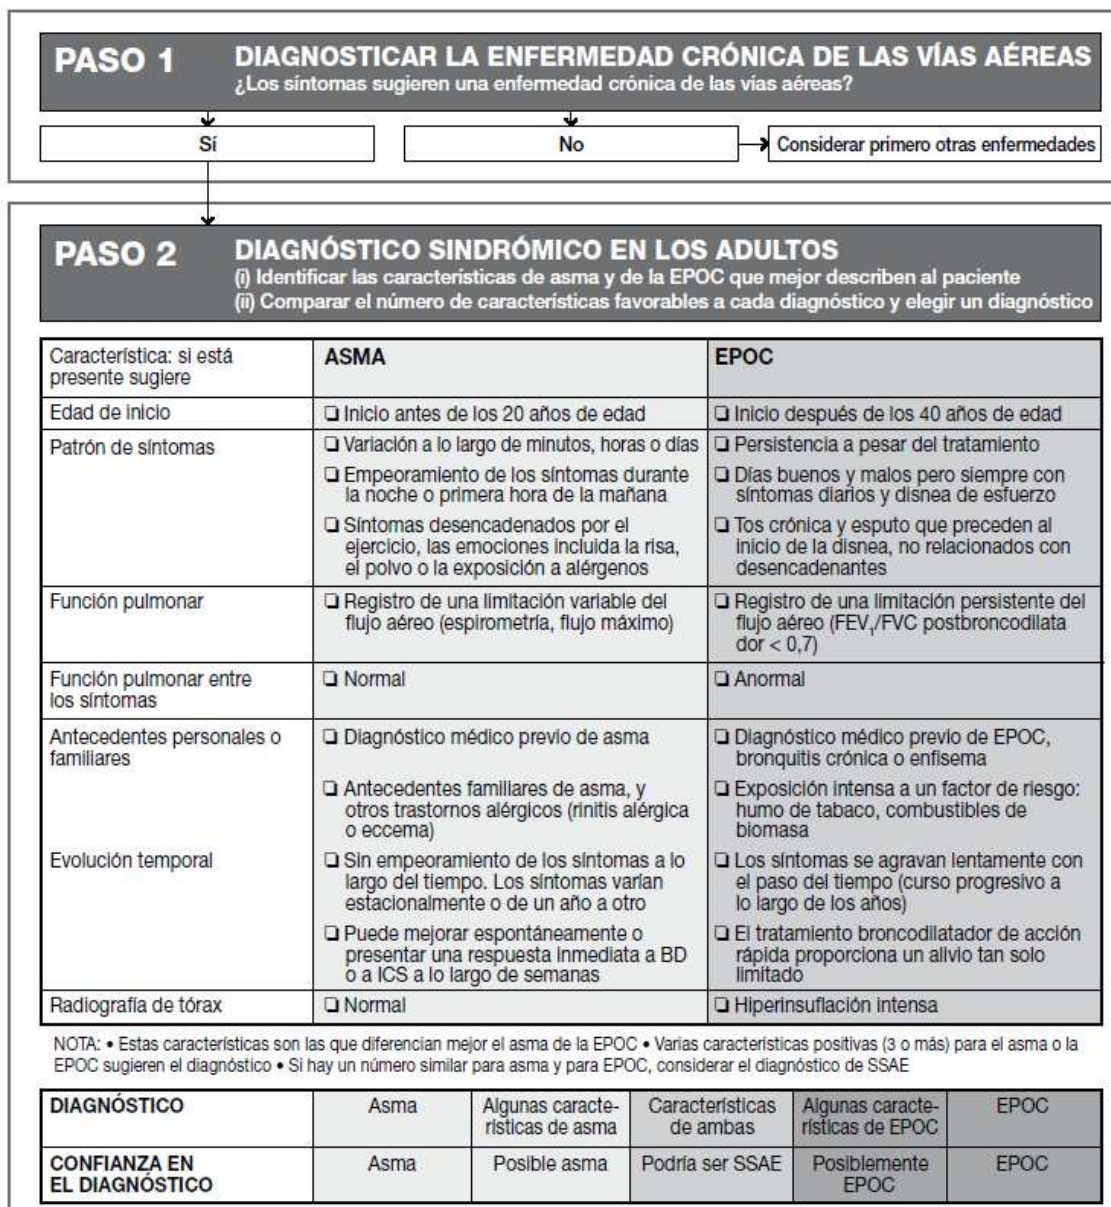 PASO 1
DIAGNOSTICAR LA ENFERMEDAD CRÓNICA DE LAS VÍAS AÉREAS
¿Los síntomas sugieren una enfermedad crónica de las vías aéreas?
Sí
No
Considerar primero otras enfermedades
PASO 2
DIAGNÓSTICO SINDRÓMICO EN LOS ADULTOS
(i) Identificar las características de asma y de la EPOC que mejor describen al paciente
(ii) Comparar el número de características favorables a cada diagnóstico y elegir un diagnóstico
Característica: si está
presente sugiere
ASMA
EPOC
Edad de inicio
❏ Inicio antes de los 20 años de edad
❏ Inicio después de los 40 años de edad
Patrón de síntomas
❏ Variación a lo largo de minutos, horas o días
❏ Persistencia a pesar del tratamiento
❏ Empeoramiento de los síntomas durante
la noche o primera hora de la mañana
❏ Días buenos y malos pero siempre con
síntomas diarios y disnea de esfuerzo
❏ Síntomas desencadenados por el
ejercicio, las emociones incluida la risa,
el polvo o la exposición a alérgenos
❏ Tos crónica y esputo que preceden al
inicio de la disnea, no relacionados con
desencadenantes
Función pulmonar
❏ Registro de una limitación variable del
flujo aéreo (espirometría, flujo máximo)
❏ Registro de una limitación persistente del
flujo aéreo (FEV₁/FVC postbroncodilata
dor < 0,7)
Función pulmonar entre
los síntomas
❏ Normal
❏ Anormal
Antecedentes personales o
familiares
❏ Diagnóstico médico previo de asma
❏ Diagnóstico médico previo de EPOC,
bronquitis crónica o enfisema
❏ Antecedentes familiares de asma, y
otros trastornos alérgicos (rinitis alérgica
o eccema)
❏ Exposición intensa a un factor de riesgo:
humo de tabaco, combustibles de
biomasa
Evolución temporal
❏ Sin empeoramiento de los síntomas a lo
largo del tiempo. Los síntomas varían
estacionalmente o de un año a otro
❏ Los síntomas se agravan lentamente con
el paso del tiempo (curso progresivo a
lo largo de los años)
❏ Puede mejorar espontáneamente o
presentar una respuesta inmediata a BD
o a ICS a lo largo de semanas
❏ El tratamiento broncodilatador de acción
rápida proporciona un alivio tan solo
limitado
Radiografía de tórax
❏ Normal
❏ Hiperinsuflación intensa
NOTA: • Estas características son las que diferencian mejor el asma de la EPOC • Varias características positivas (3 o más) para el asma o la
EPOC sugieren el diagnóstico • Si hay un número similar para asma y para EPOC, considerar el diagnóstico de SSAE
DIAGNÓSTICO
Asma
Algunas caracte-
rísticas de asma
Características
de ambas
Algunas caracte-
rísticas de EPOC
EPOC
CONFIANZA EN
EL DIAGNÓSTICO
Asma
Posible asma
Podría ser SSAE
Posiblemente
EPOC
EPOC